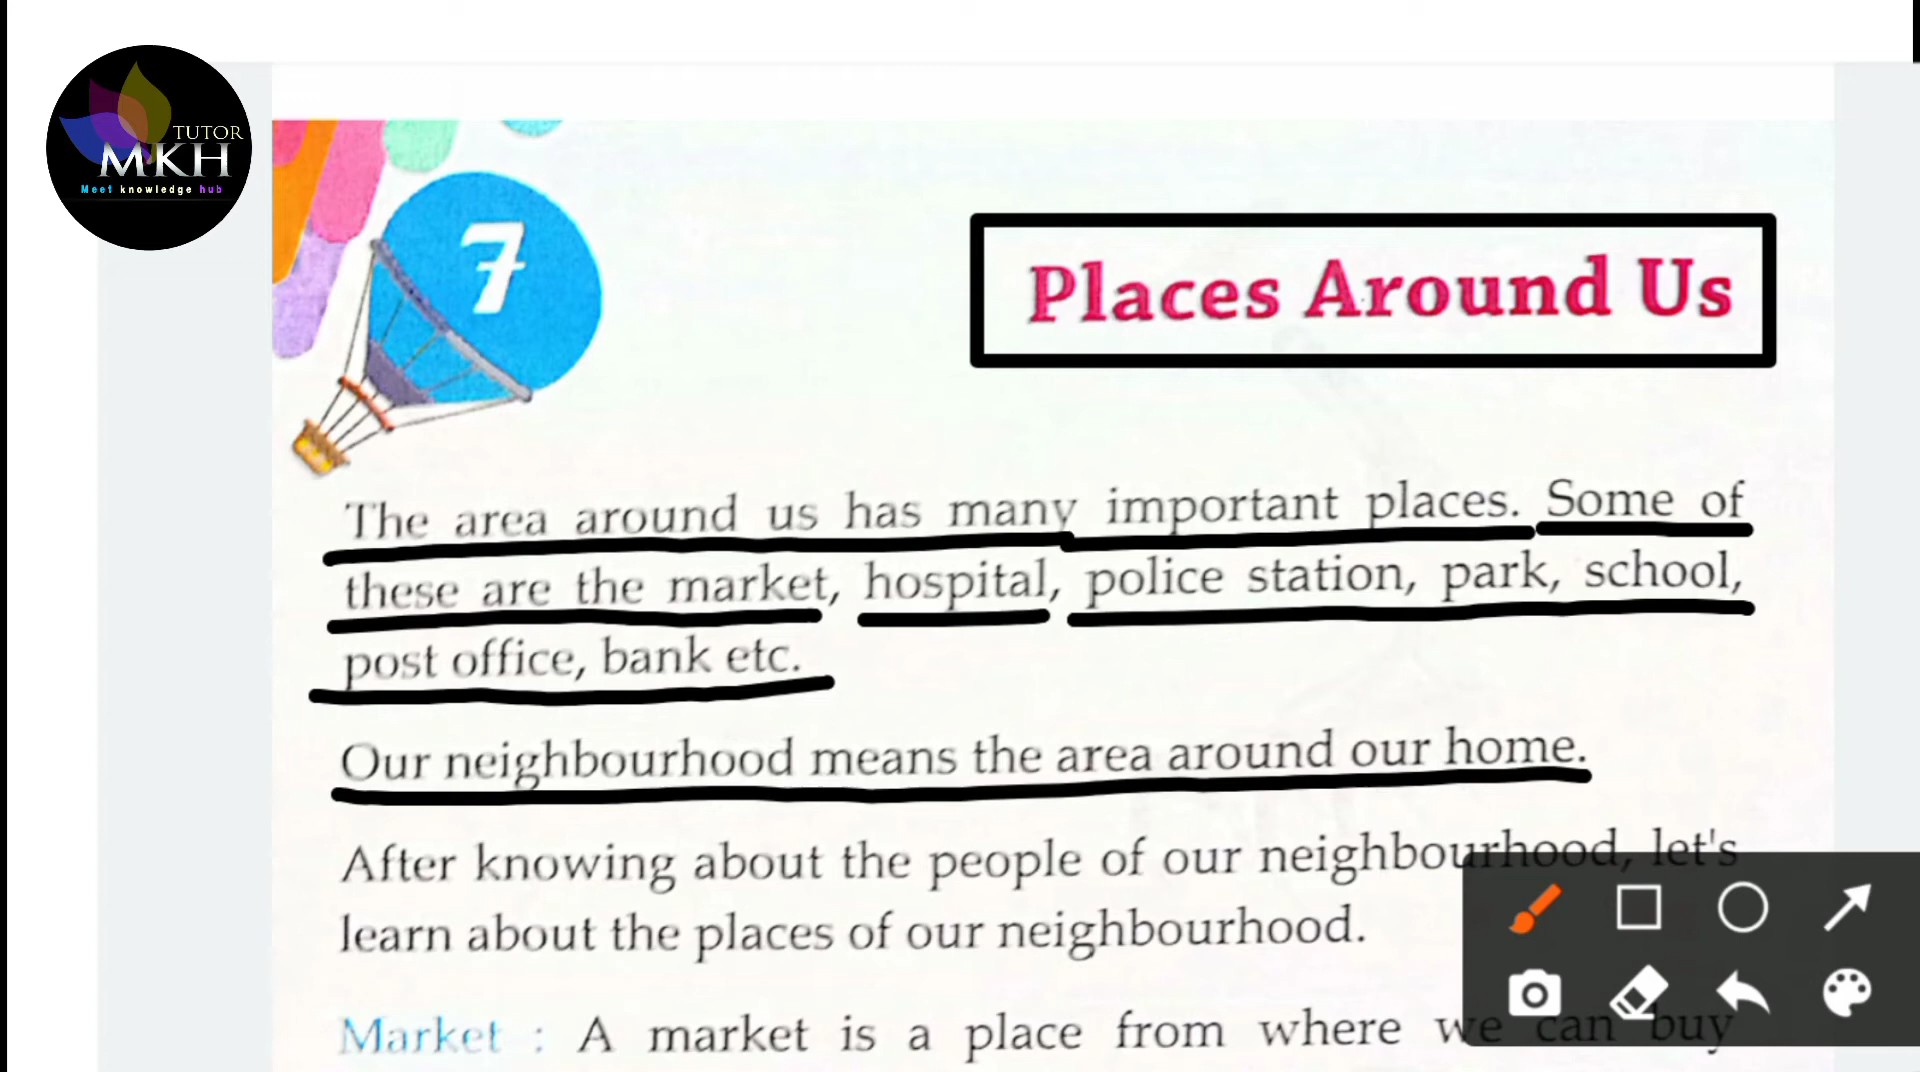 TUTOR
MKH
Meet knowledge hub
7
Places Around Us
The area around us has many important places. Some of
these are the market, hospital, police station, park, school,
post office, bank etc.
Our neighbourhood means the area around our home.
After knowing about the people of our neighbourhood, let's
learn about the places of our neighbourhood.
Market : A market is a place from where we can buy